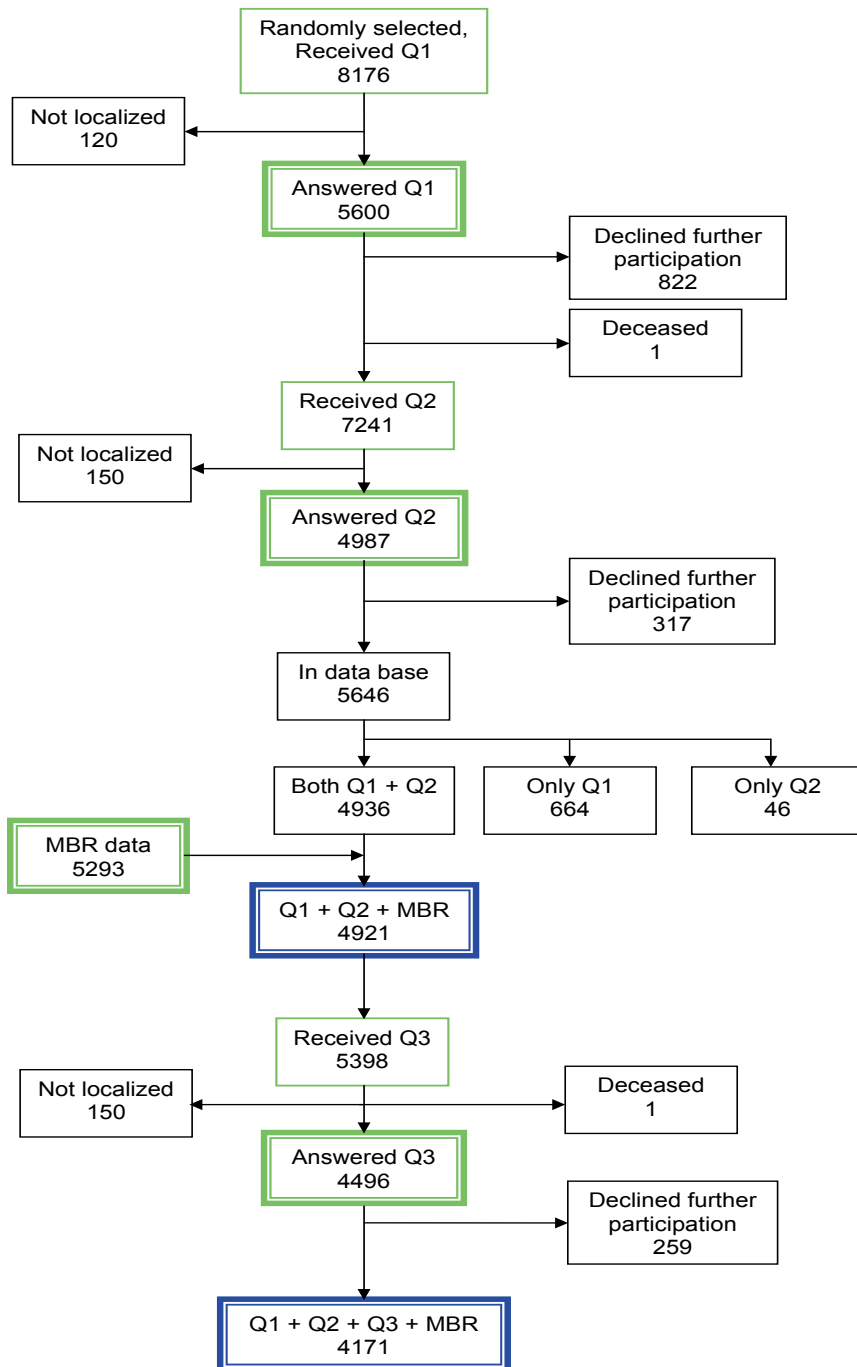 Randomly selected,
Received Q1
8176
Not localized
120
Answered Q1
5600
Declined further
participation
822
Deceased
1
Received Q2
7241
Not localized
150
Answered Q2
4987
Declined further
participation
317
In data base
5646
Both Q1 + Q2
4936
Only Q1
664
Only Q2
46
MBR data
5293
Q1 + Q2 + MBR
4921
Received Q3
5398
Not localized
150
Deceased
1
Answered Q3
4496
Declined further
participation
259
Q1 + Q2 + Q3 + MBR
4171